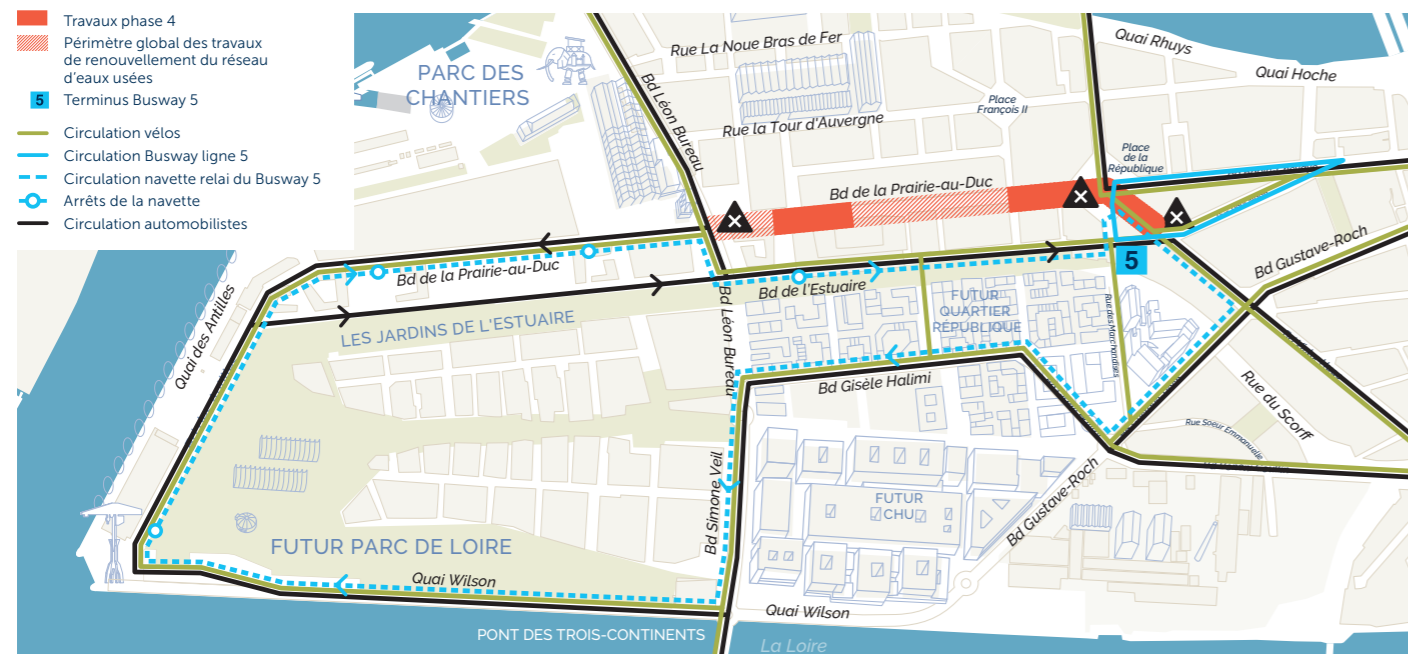 Travaux phase 4
Périmètre global des travaux
de renouvellement du réseau
d'eaux usées
5 Terminus Busway 5
Circulation vélos
Circulation Busway ligne 5
Circulation navette relai du Busway 5
Arrêts de la navette
Circulation automobilistes
PARC DES
CHANTIERS
Rue La Noue Bras de Fer
Bd Léon Bureau
Rue la Tour d'Auvergne
Quai Rhuys
Quai Hoche
Place
François II
Place
de la
République
Bd de la Prairie-au-Duc
Bd Gustave-Roch
5
Bd de la Prairie-au-Duc
Bd de l'Estuaire
Quai des Antilles
LES JARDINS DE L'ESTUAIRE
Bd Léon Bureau
FUTUR
QUARTIER
RÉPUBLIQUE
Rue des Marchandises
Bd Gisèle Halimi
Rue du Scorff
Rue Soeur Emmanuelle
Bd Simone Veil
FUTUR
CHU
Bd Gustave-Roch
FUTUR PARC DE LOIRE
Quai Wilson
Quai Wilson
PONT DES TROIS-CONTINENTS
La Loire